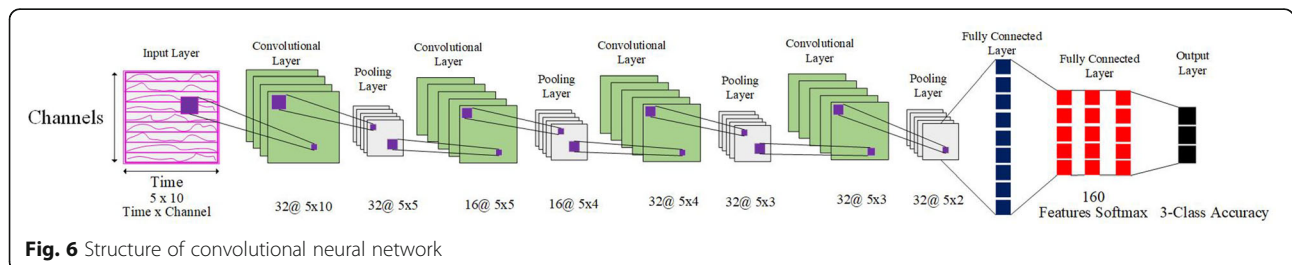 Input Layer
Channels
Time
5 x 10
Time x Channel
Convolutional
Layer
32@ 5x10
Pooling
Layer
32@ 5x5
Convolutional
Layer
16@ 5x5
Pooling
Layer
16@ 5x4
Convolutional
Layer
32@ 5x4
Pooling
Layer
32@ 5x3
Convolutional
Layer
32@ 5x3
Pooling
Layer
32@ 5x2
Fully Connected
Layer
Fully Connected
Layer
160
Features Softmax
Output
Layer
3-Class Accuracy
Fig. 6 Structure of convolutional neural network